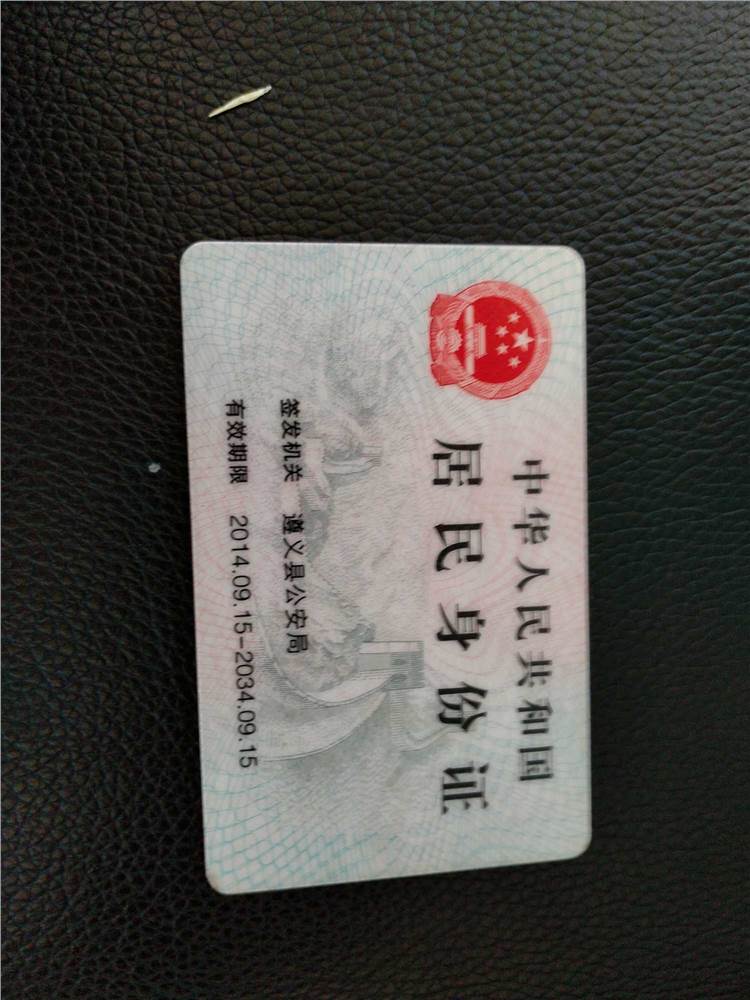 中华人民共和国
居民身份证
签发机关 遵义县公安局
有效期限 2014.09.15-2034.09.15